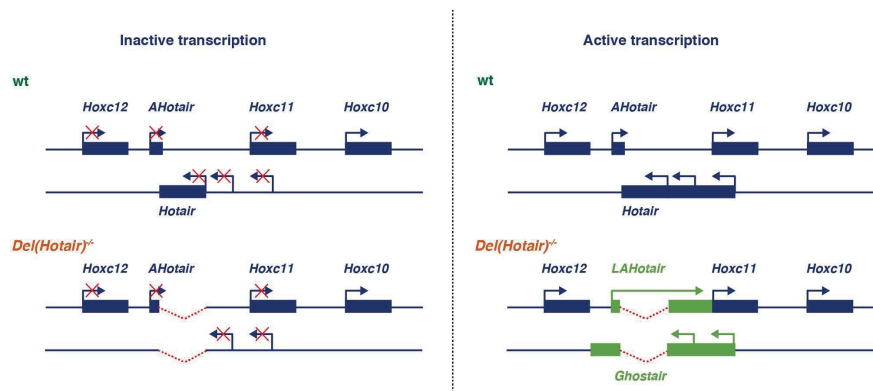 Inactive transcription
wt
Hoxc12 AHotair Hoxc11 Hoxc10
Hotair
Del(Hotair)-/-
Hoxc12 AHotair Hoxc11 Hoxc10
Active transcription
wt
Hoxc12 AHotair Hoxc11 Hoxc10
Hotair
Del(Hotair)-/-
Hoxc12 LAHotair Hoxc11 Hoxc10
Ghostair